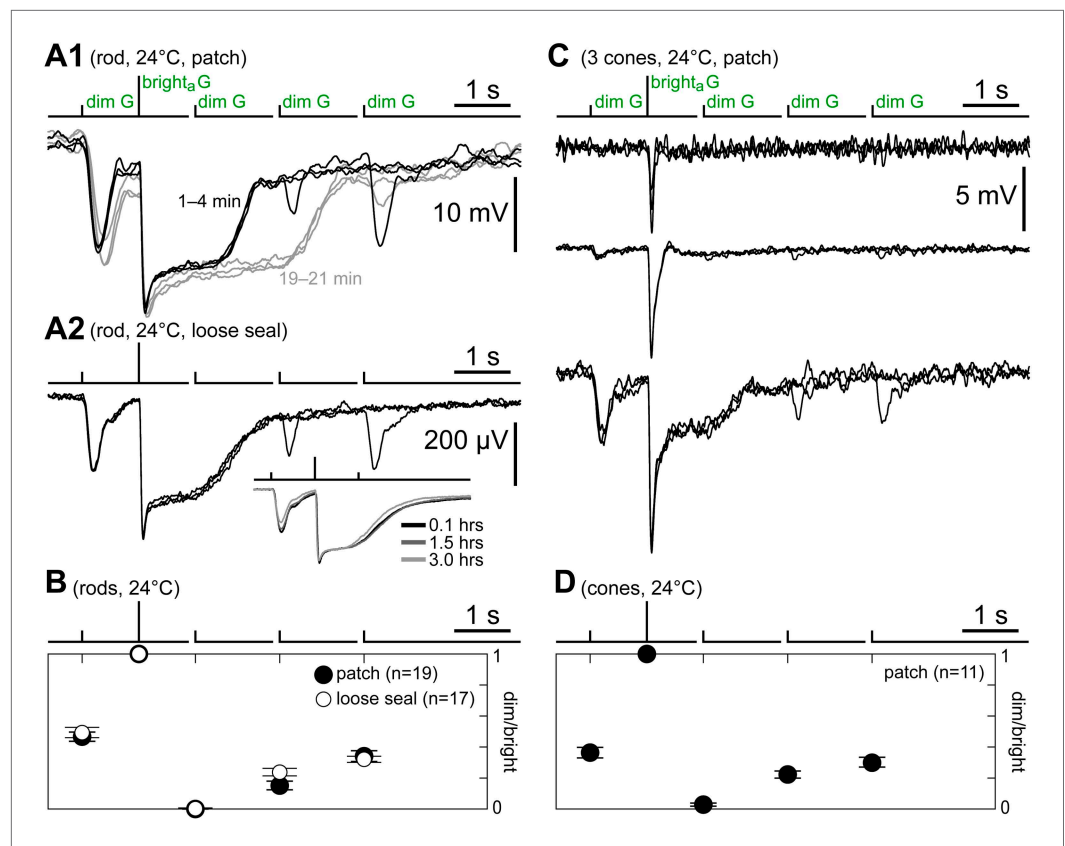 A1 (rod, 24°C, patch)
brightaG
dim G
dim G
dim G
dim G
1 s
1–4 min
10 mV
19–21 min
A2 (rod, 24°C, loose seal)
1 s
200 µV
0.1 hrs
1.5 hrs
3.0 hrs
B (rods, 24°C)
1 s
patch (n=19)
loose seal (n=17)
1
dim/bright
0
C (3 cones, 24°C, patch)
brightaG
dim G
dim G
dim G
dim G
1 s
5 mV
D (cones, 24°C)
1 s
patch (n=11)
1
dim/bright
0